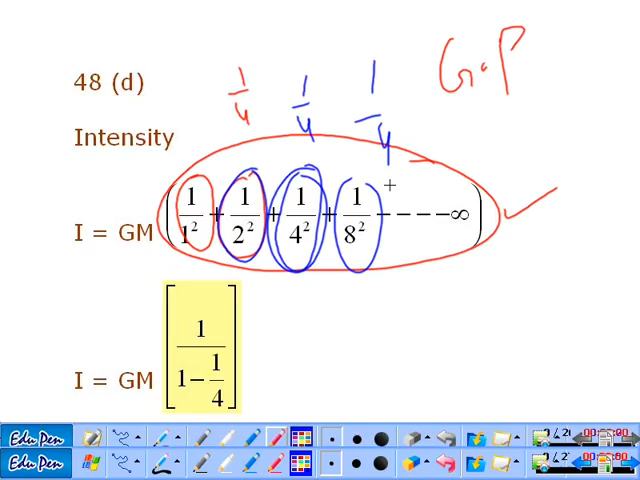 48 (d)
G.P
1/4 1/4 1/4
Intensity
I = GM (1/1² + 1/2² + 1/4² + 1/8² - - - - ∞)
I = GM [1/(1 - 1/4)]
Edu Pen
Edu Pen